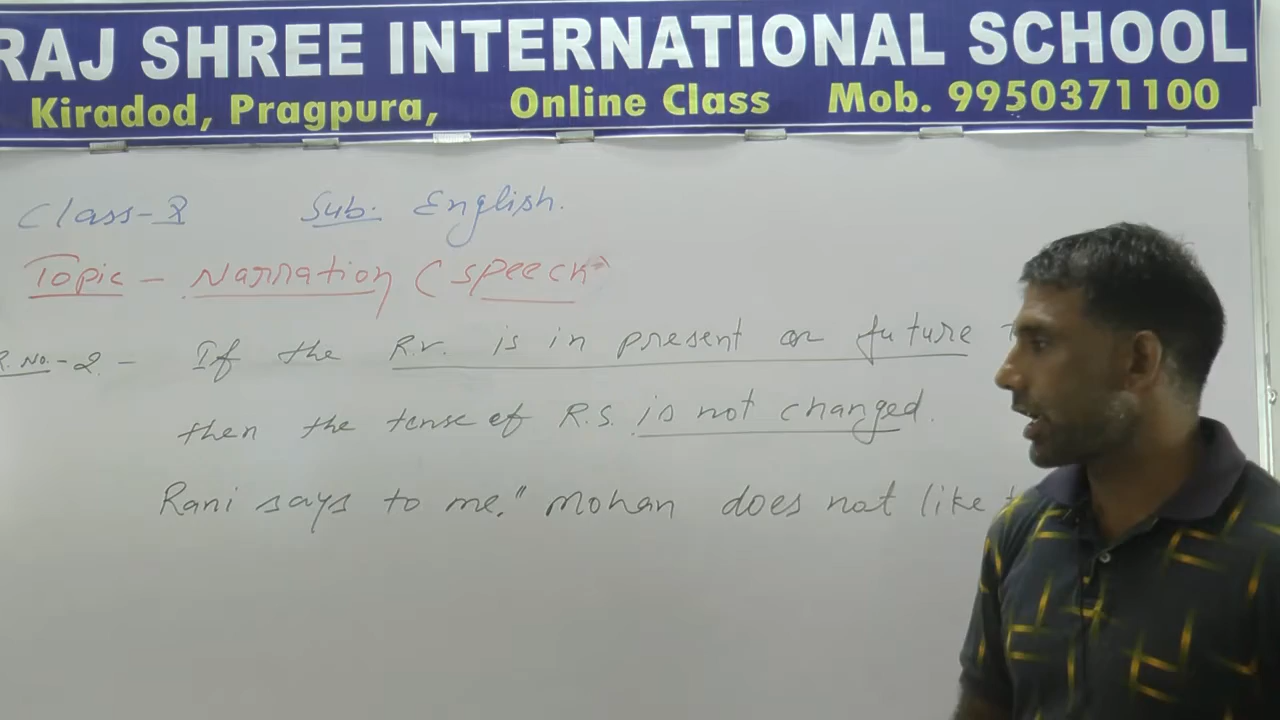 RAJ SHREE INTERNATIONAL SCHOOL
Kiradod, Pragpura, Online Class Mob. 9950371100
Class-X Sub: English.
Topic - Narration (speech)
R. No. - 2 - If the R.V. is in present or future
then the tense of R.S. is not changed.
Rani says to me, "Mohan does not like